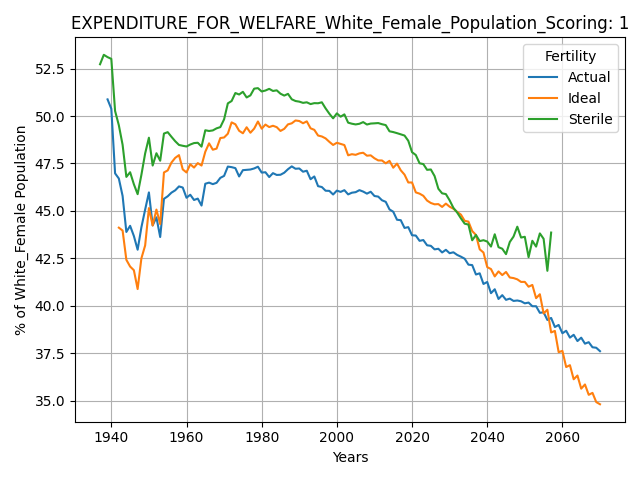 EXPENDITURE_FOR_WELFARE_White_Female_Population_Scoring: 1
Fertility
Actual
Ideal
Sterile
% of White_Female Population
52.5
50.0
47.5
45.0
42.5
40.0
37.5
35.0
1940 1960 1980 2000 2020 2040 2060
Years